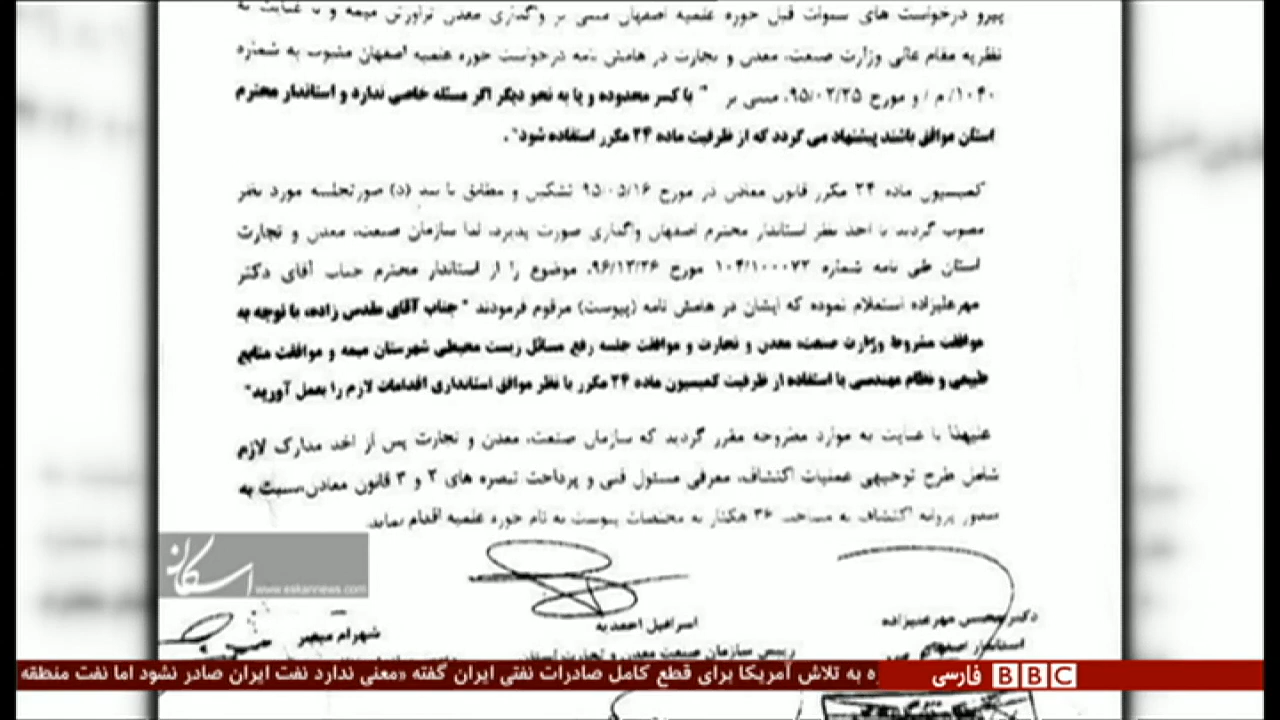 پیرو درخواست های سنوات قبل حوزه علمیه اصفهان مبنی بر واگذاری معدن تراورتن میمه و با عنایت به
نظریه مقام عالی وزارت صنعت، معدن و تجارت در هامش نامه درخواست حوزه علمیه اصفهان منسوب به شماره
۱۰۴۰/م/و مورخ ۹۵/۰۲/۲۵، مبنی بر " با کسر محدوده و یا به نحو دیگر اگر مسئله خاصی ندارد و استاندار محترم
استان موافق باشند پیشنهاد می گردد که از ظرفیت ماده ۲۴ مکرر استفاده شود".
کمیسیون ماده ۲۴ مکرر قانون معادن در مورخ ۹۵/۰۵/۱۶ تشکیل و مطابق با بند (د) صورتجلسه مورد نظر
مصوب گردید با اخذ نظر استاندار محترم اصفهان واگذاری صورت پذیرد، لذا سازمان صنعت، معدن و تجارت
استان طی نامه شماره ۱۰۴/۱۰۰۰۷۲ مورخ ۹۶/۱۳/۲۶، موضوع را از استاندار محترم جناب آقای دکتر
مهرعلیزاده استعلام نموده که ایشان در هامش نامه (پیوست) مرقوم فرمودند " جناب آقای مقدس زاده، با توجه به
موافقت مشروط وزارت صنعت، معدن و تجارت و موافقت جلسه رفع مسائل زیست محیطی شهرستان میمه و موافقت منابع
طبیعی و نظام مهندسی با استفاده از ظرفیت کمیسیون ماده ۲۴ مکرر با نظر موافق استانداری اقدامات لازم را بعمل آورید"
علیهذا با عنایت به موارد مطروحه مقرر گردید که سازمان صنعت، معدن و تجارت پس از اخذ مدارک لازم
شامل طرح توجیهی عملیات اکتشاف، معرفی مسئول فنی و پرداخت تبصره های ۲ و ۳ قانون معادن، نسبت به
صدور پروانه اکتشاف به مساحت ۳۶ هکتار به مختصات پیوست به نام حوزه علمیه اقدام نماید.
اسکان
www.eskannews.com
دکتر محسن مهرعلیزاده
استاندار اصفهان
اسرافیل احمدیه
رییس سازمان صنعت معدن و تجارت استان
شهرام
ه به تلاش آمریکا برای قطع کامل صادرات نفتی ایران گفته «معنی ندارد نفت ایران صادر نشود اما نفت منطقه
BBC فارسی